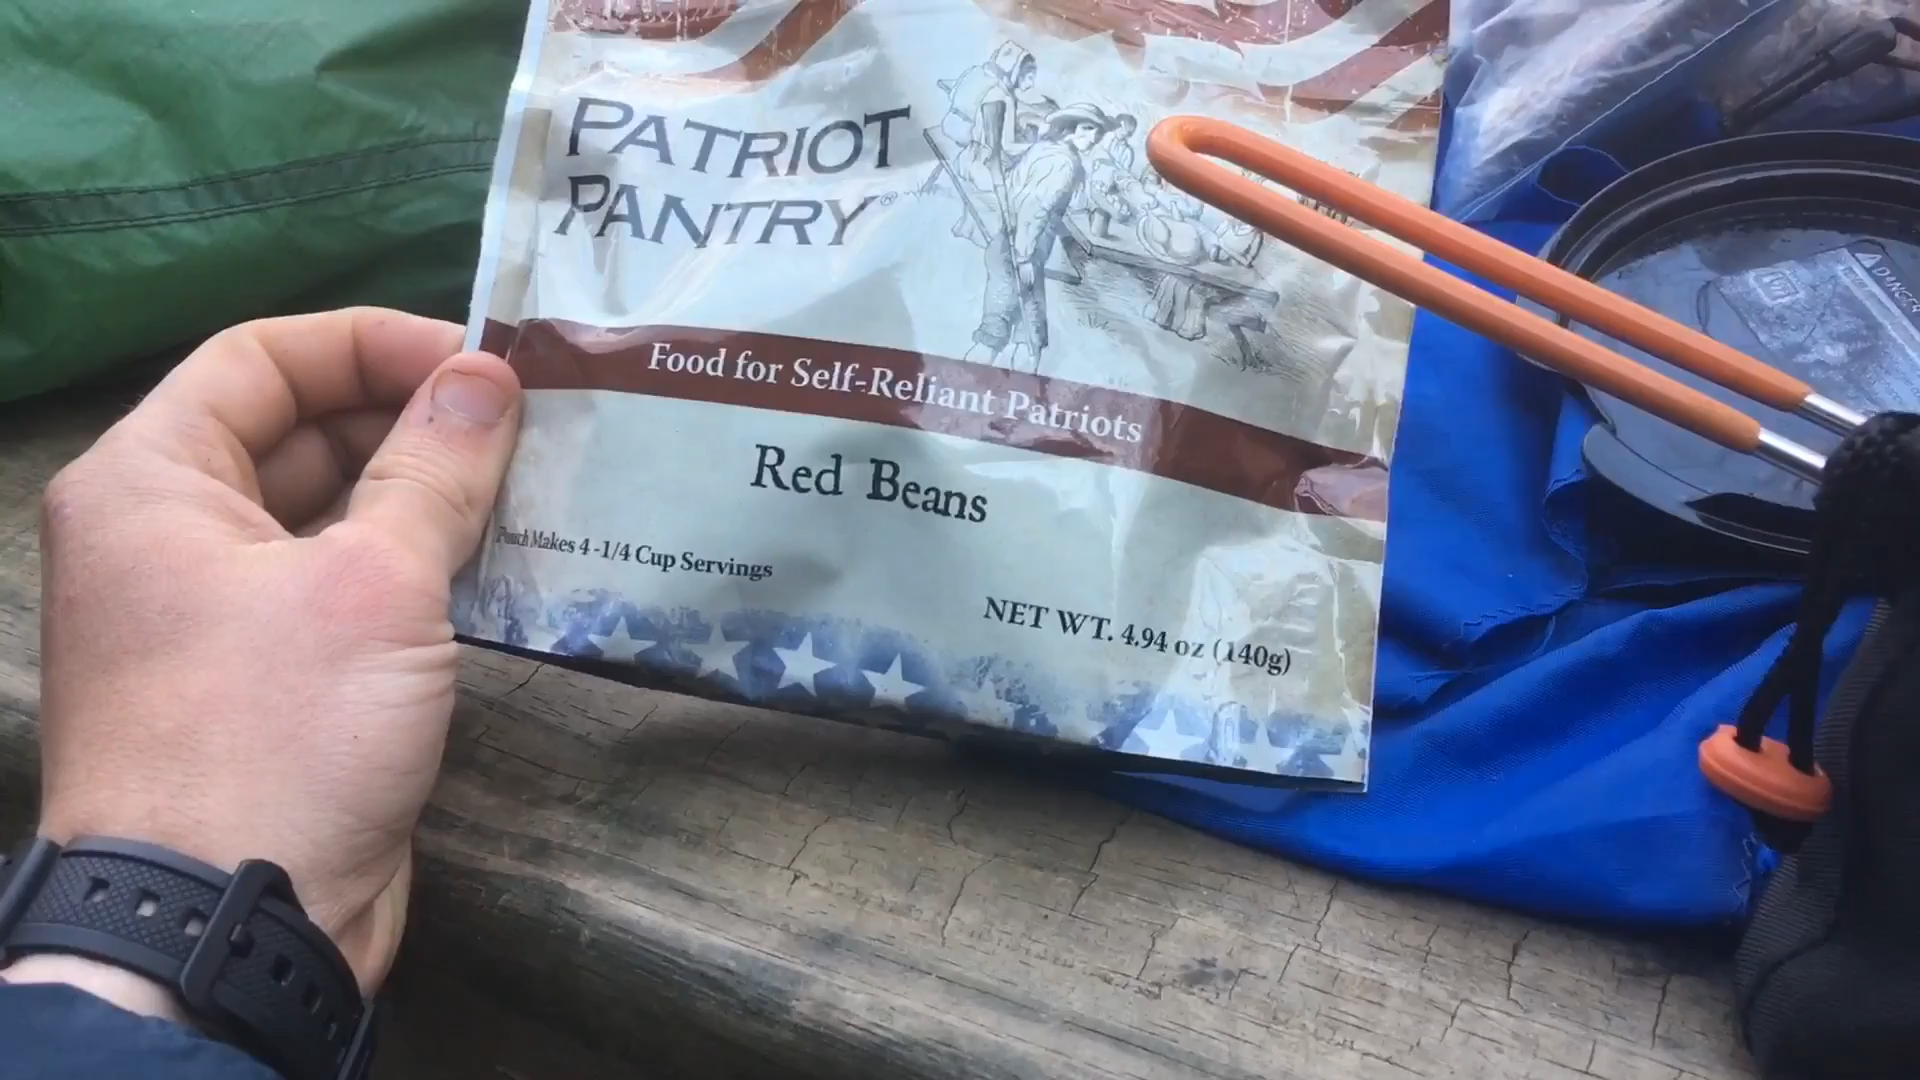 PATRIOT
PANTRY®
Food for Self-Reliant Patriots
Red Beans
Pouch Makes 4 -1/4 Cup Servings
NET WT. 4.94 oz (140g)
DANGER